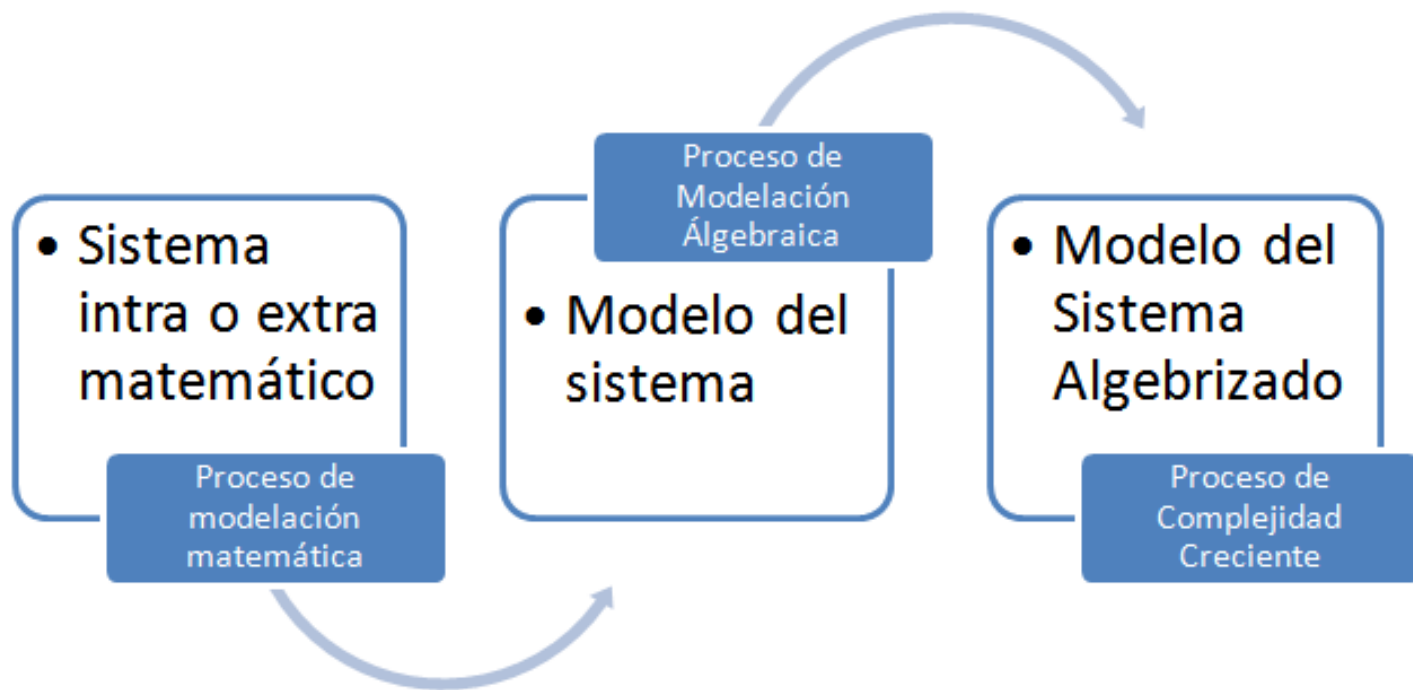 • Sistema
intra o extra
matemático
Proceso de
modelación
matemática
Proceso de
Modelación
Álgebraica
• Modelo del
sistema
• Modelo del
Sistema
Algebrizado
Proceso de
Complejidad
Creciente